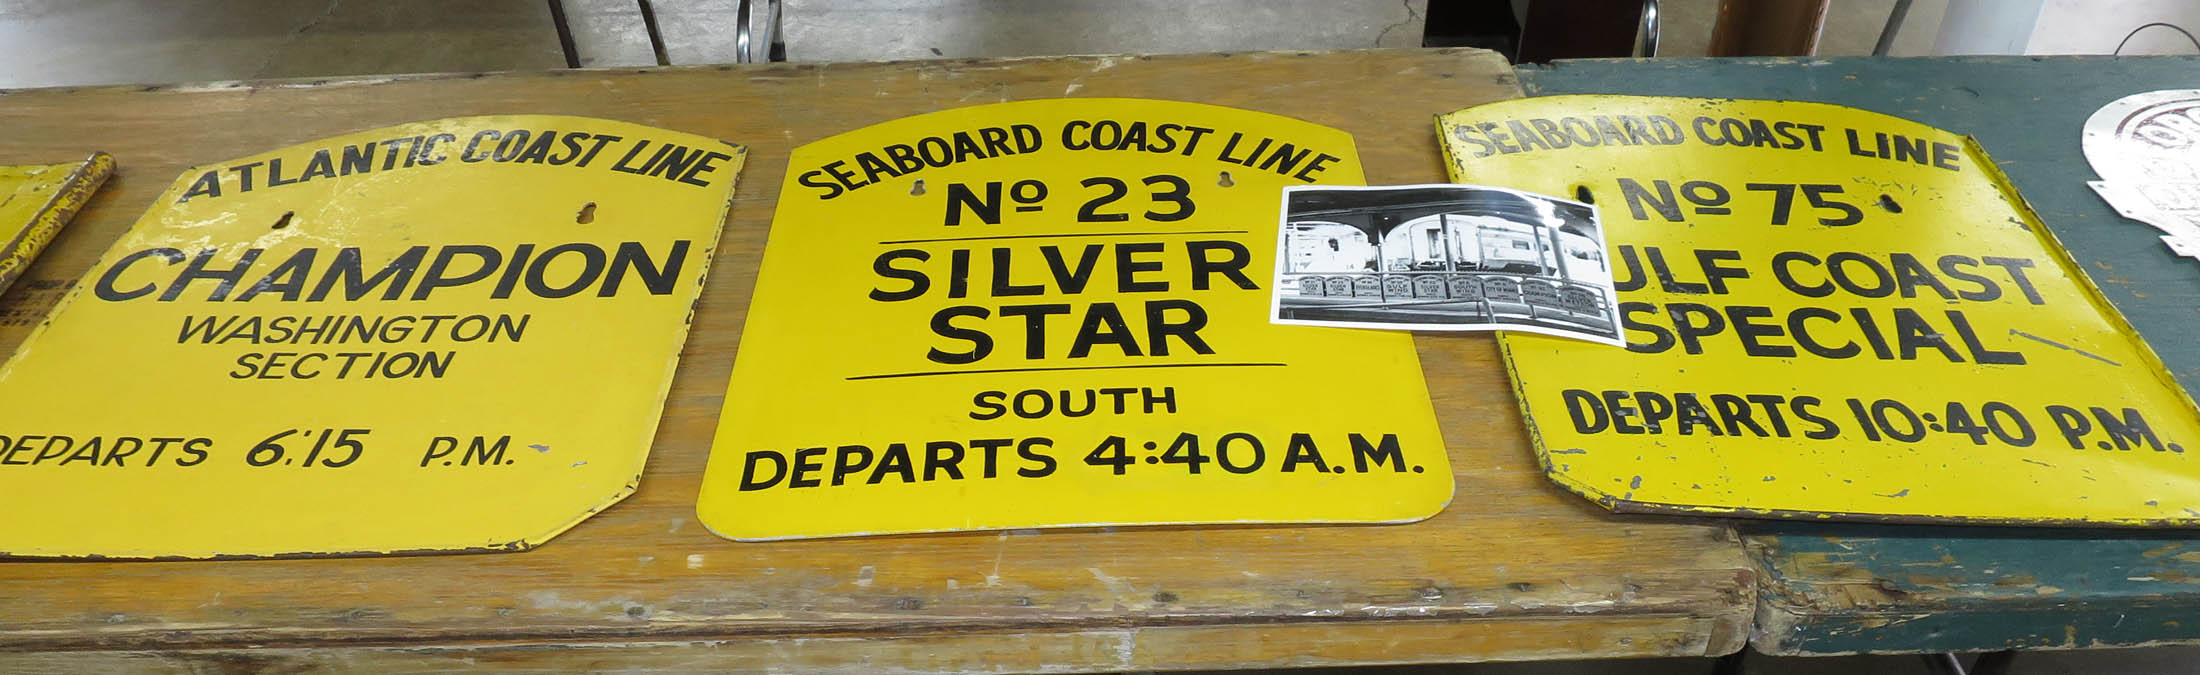 ATLANTIC COAST LINE
CHAMPION
WASHINGTON
SECTION
DEPARTS 6:15 P.M.
SEABOARD COAST LINE
Nº 23
SILVER
STAR
SOUTH
DEPARTS 4:40 A.M.
SEABOARD COAST LINE
Nº 75
ULF COAST
SPECIAL
DEPARTS 10:40 P.M.